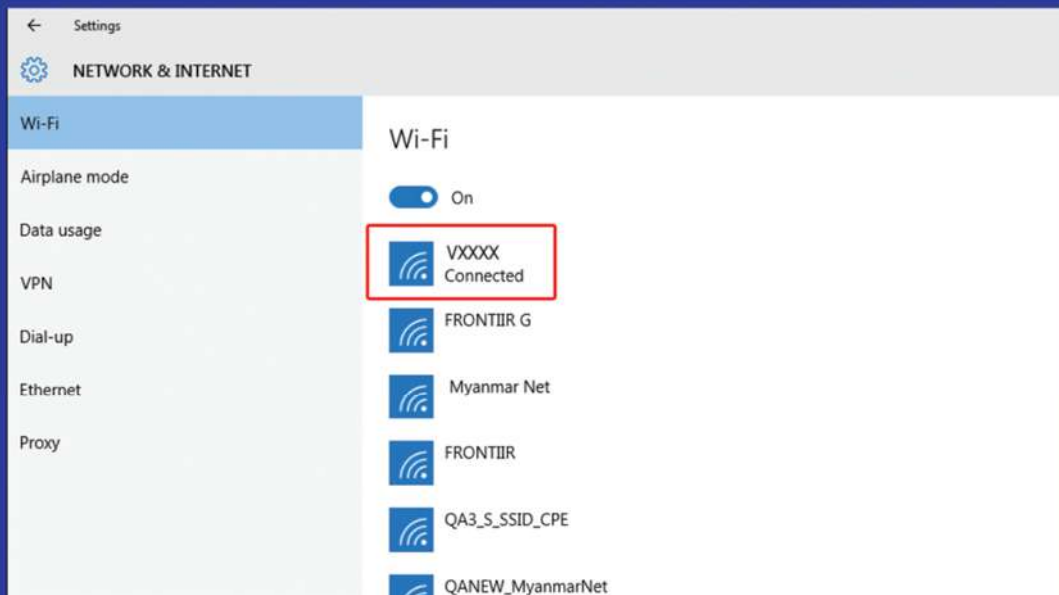 Settings
NETWORK & INTERNET
Wi-Fi
Airplane mode
Data usage
VPN
Dial-up
Ethernet
Proxy
Wi-Fi
On
VXXXX
Connected
FRONTIIR G
Myanmar Net
FRONTIIR
QA3_S_SSID_CPE
QANEW_MyanmarNet